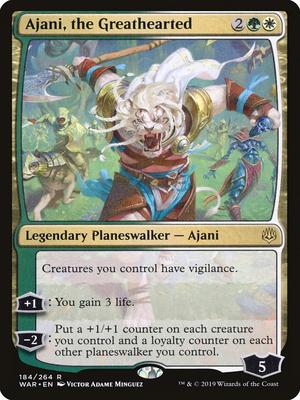 Ajani, the Greathearted 2
Legendary Planeswalker — Ajani
Creatures you control have vigilance.
+1: You gain 3 life.
Put a +1/+1 counter on each creature
-2: you control and a loyalty counter on each
other planeswalker you control.
5
184/264 R
WAR • EN VICTOR ADAME MINGUEZ
™ & © 2019 Wizards of the Coast